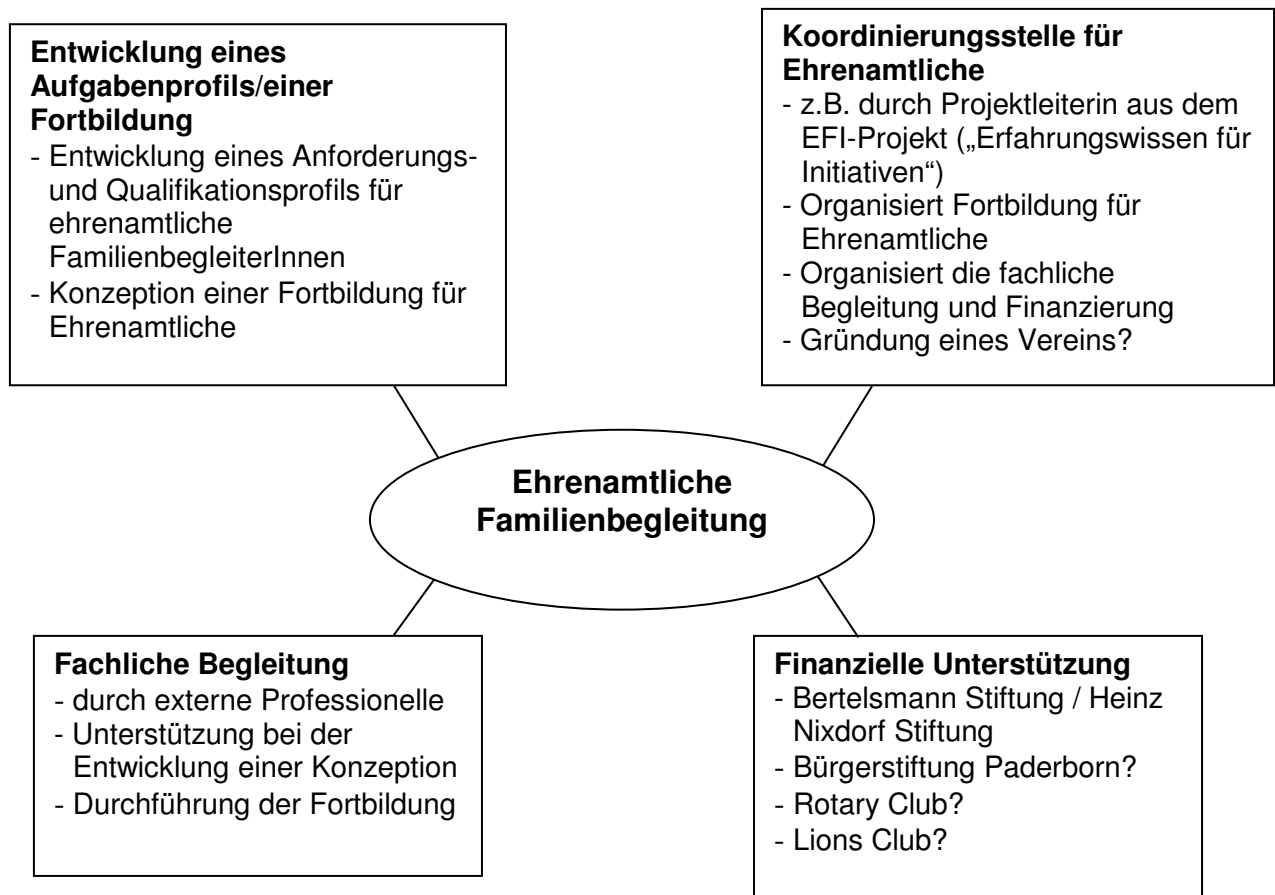 Entwicklung eines
Aufgabenprofils/einer
Fortbildung
- Entwicklung eines Anforderungs-
und Qualifikationsprofils für
ehrenamtliche
FamilienbegleiterInnen
- Konzeption einer Fortbildung für
Ehrenamtliche
Koordinierungsstelle für
Ehrenamtliche
- z.B. durch Projektleiterin aus dem
EFI-Projekt („Erfahrungswissen für
Initiativen“)
- Organisiert Fortbildung für
Ehrenamtliche
- Organisiert die fachliche
Begleitung und Finanzierung
- Gründung eines Vereins?
Ehrenamtliche
Familienbegleitung
Fachliche Begleitung
- durch externe Professionelle
- Unterstützung bei der
Entwicklung einer Konzeption
- Durchführung der Fortbildung
Finanzielle Unterstützung
- Bertelsmann Stiftung / Heinz
Nixdorf Stiftung
- Bürgerstiftung Paderborn?
- Rotary Club?
- Lions Club?